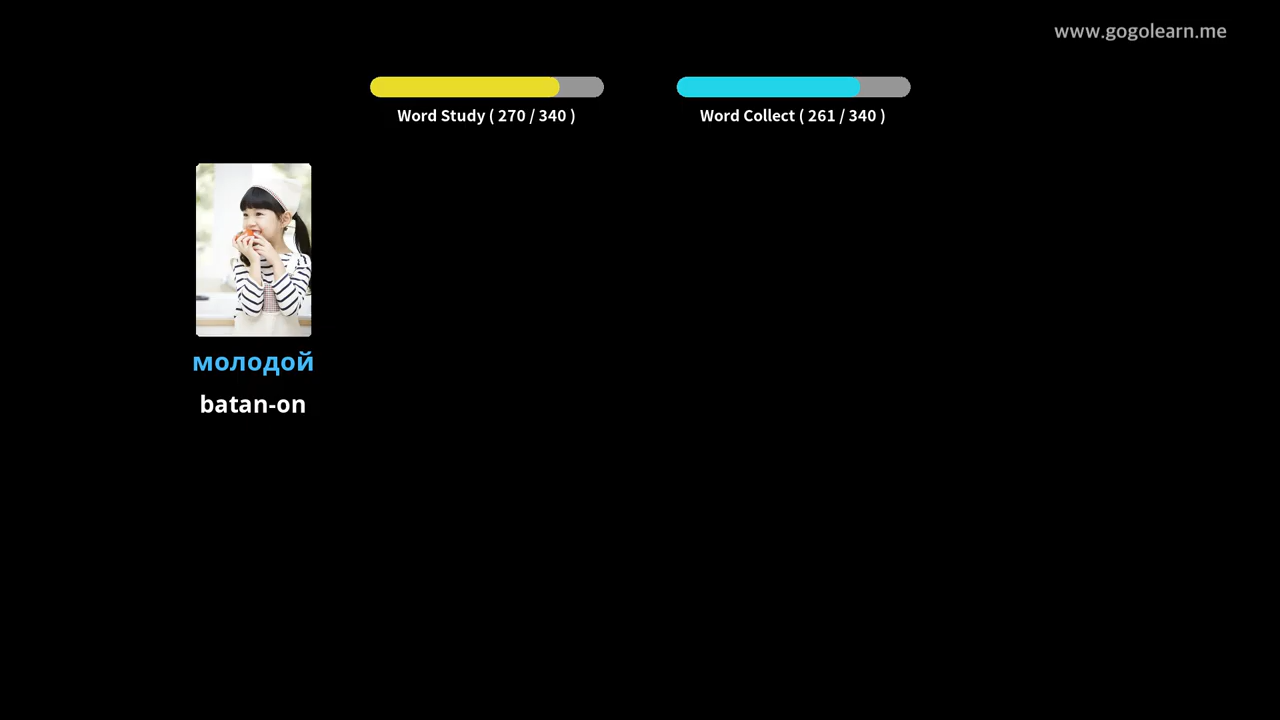 www.gogolearn.me
Word Study ( 270 / 340 )
Word Collect ( 261 / 340 )
молодой
batan-on